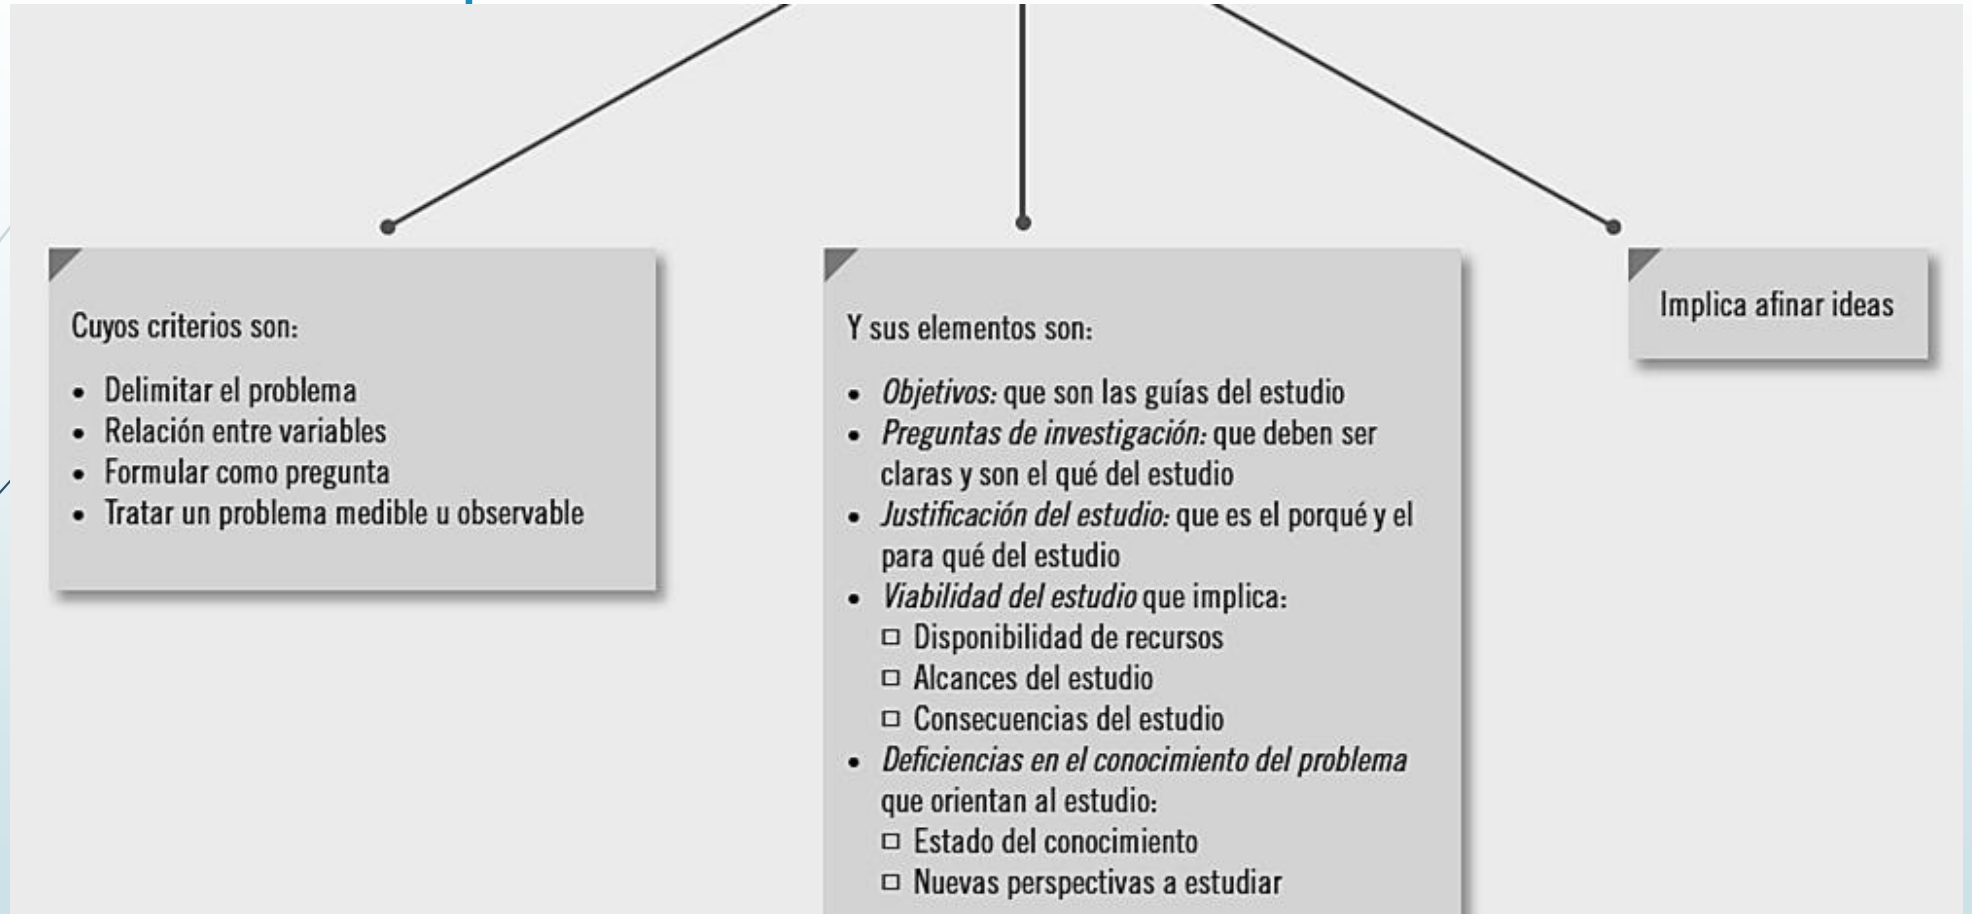 Cuyos criterios son:
• Delimitar el problema
• Relación entre variables
• Formular como pregunta
• Tratar un problema medible u observable
Y sus elementos son:
• Objetivos: que son las guías del estudio
• Preguntas de investigación: que deben ser
claras y son el qué del estudio
• Justificación del estudio: que es el porqué y el
para qué del estudio
• Viabilidad del estudio que implica:
□ Disponibilidad de recursos
□ Alcances del estudio
□ Consecuencias del estudio
• Deficiencias en el conocimiento del problema
que orientan al estudio:
□ Estado del conocimiento
□ Nuevas perspectivas a estudiar
Implica afinar ideas